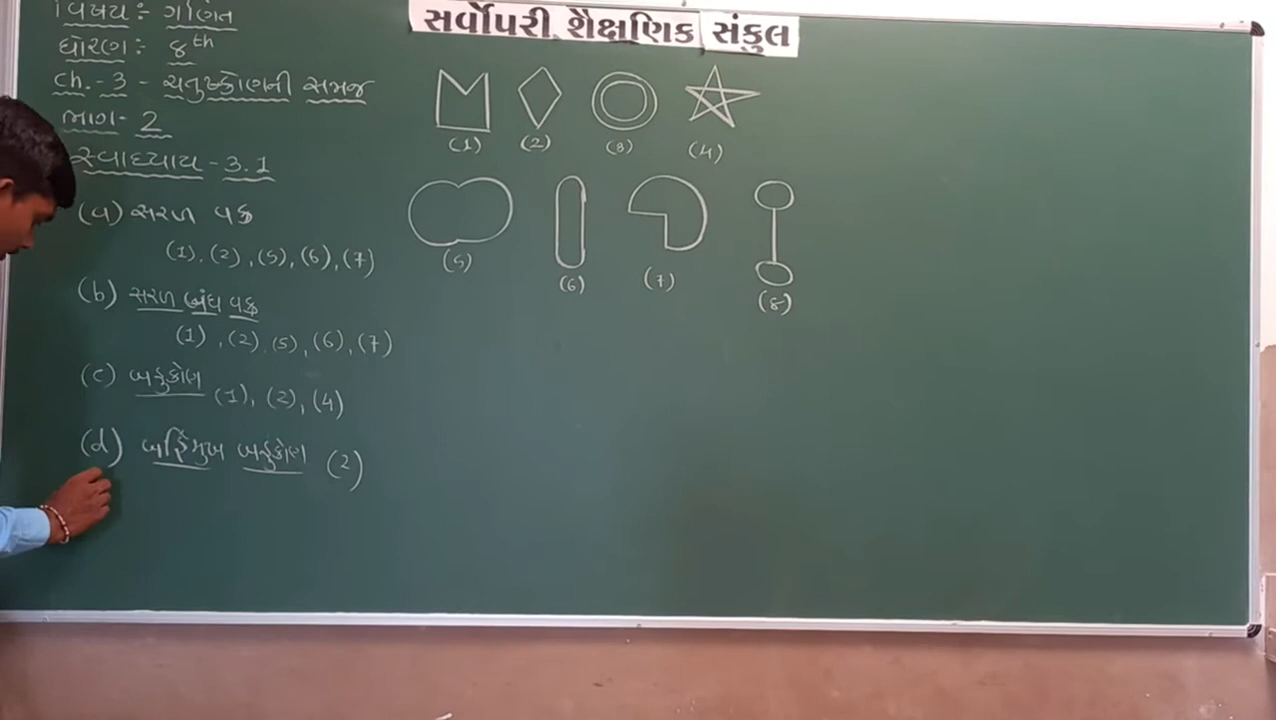 સર્વોપરી શૈક્ષણિક સંકુલ
વિષય : ગણિત
ધોરણ : 8th
Ch. - 3 - ચતુષ્કોણની સમજ
ભાગ - 2
સ્વાધ્યાય - 3.1
(a) સરળ વક્ર
(1), (2), (5), (6), (7)
(b) સરળ બંધ વક્ર
(1), (2), (5), (6), (7)
(c) બહુકોણ (1), (2), (4)
(d) બર્હિમુખ બહુકોણ (2)
(1) (2) (3) (4)
(5) (6) (7) (8)